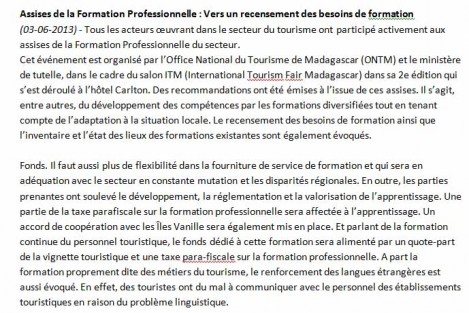 Assises de la Formation Professionnelle : Vers un recensement des besoins de formation
(03-06-2013) - Tous les acteurs œuvrant dans le secteur du tourisme ont participé activement aux
assises de la Formation Professionnelle du secteur.
Cet événement est organisé par l'Office National du Tourisme de Madagascar (ONTM) et le ministère
de tutelle, dans le cadre du salon ITM (International Tourism Fair Madagascar) dans sa 2e édition qui
s'est déroulé à l'hôtel Carlton. Des recommandations ont été émises à l'issue de ces assises. Il s'agit,
entre autres, du développement des compétences par les formations diversifiées tout en tenant
compte de l'adaptation à la situation locale. Le recensement des besoins de formation ainsi que
l'inventaire et l'état des lieux des formations existantes sont également évoqués.
Fonds. Il faut aussi plus de flexibilité dans la fourniture de service de formation et qui sera en
adéquation avec le secteur en constante mutation et les disparités régionales. En outre, les parties
prenantes ont soulevé le développement, la réglementation et la valorisation de l'apprentissage. Une
partie de la taxe parafiscale sur la formation professionnelle sera affectée à l'apprentissage. Un
accord de coopération avec les Îles Vanille sera également mis en place. Et parlant de la formation
continue du personnel touristique, le fonds dédié à cette formation sera alimenté par un quote-part
de la vignette touristique et une taxe para-fiscale sur la formation professionnelle. A part la
formation proprement dite des métiers du tourisme, le renforcement des langues étrangères est
aussi évoqué. En effet, des touristes ont du mal à communiquer avec le personnel des établissements
touristiques en raison du problème linguistique.